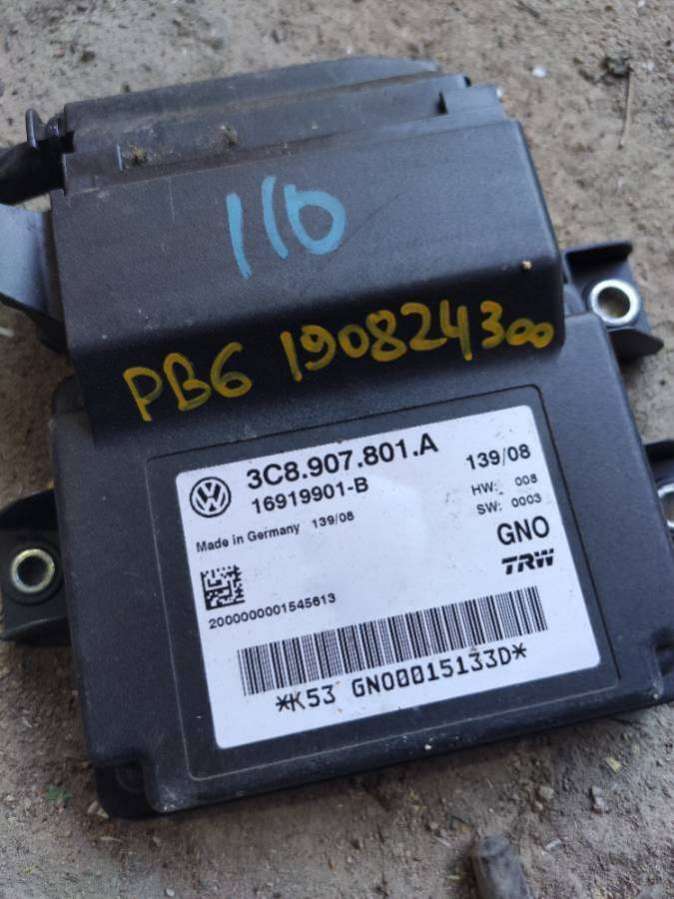 110
PB6 190824300
3C8.907.801.A
139/08
16919901-B
HW: 008
SW: 0003
Made in Germany 139/08
GNO
TRW
2000000001545613
*K53 GNO00015133D*